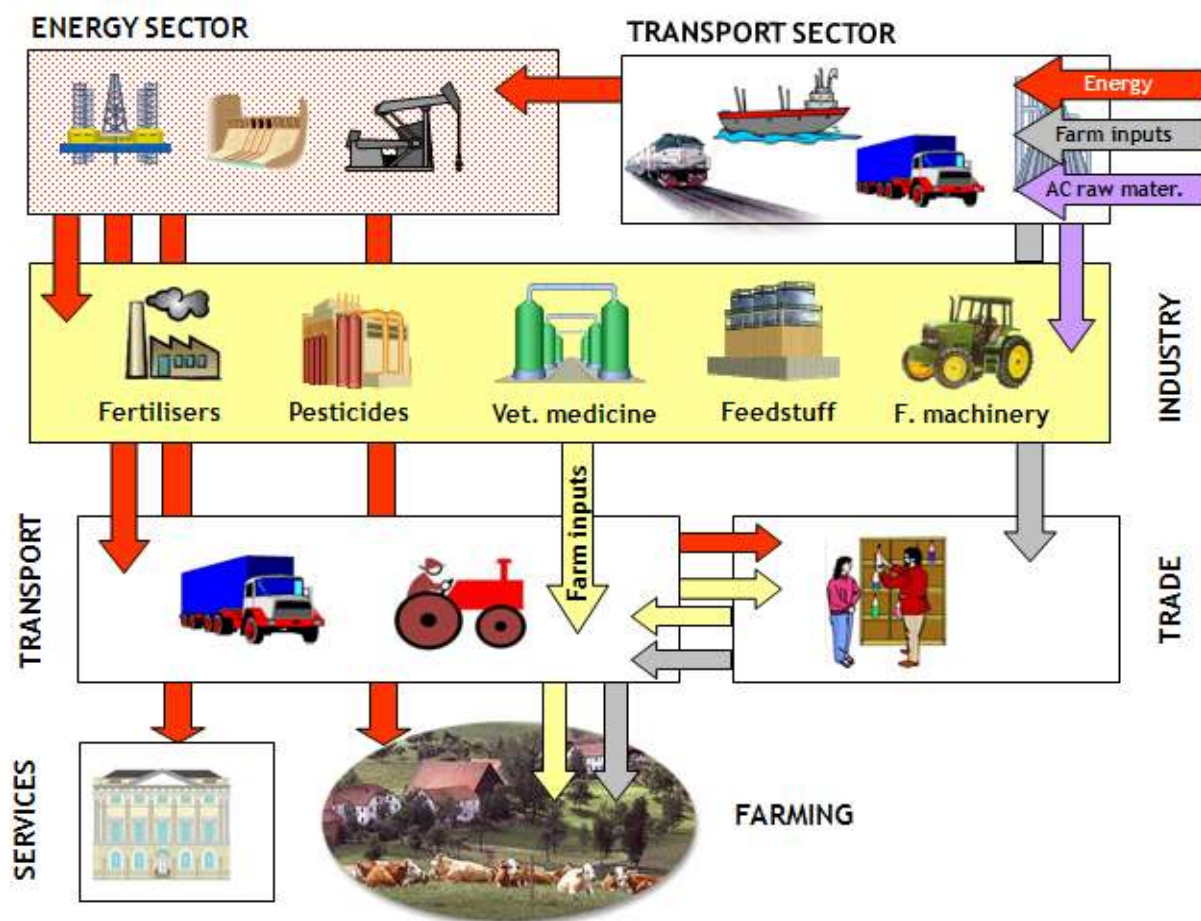 ENERGY SECTOR
TRANSPORT SECTOR
Energy
Farm inputs
AC raw mater.
INDUSTRY
Fertilisers
Pesticides
Vet. medicine
Feedstuff
F. machinery
Farm inputs
TRANSPORT
TRADE
SERVICES
FARMING